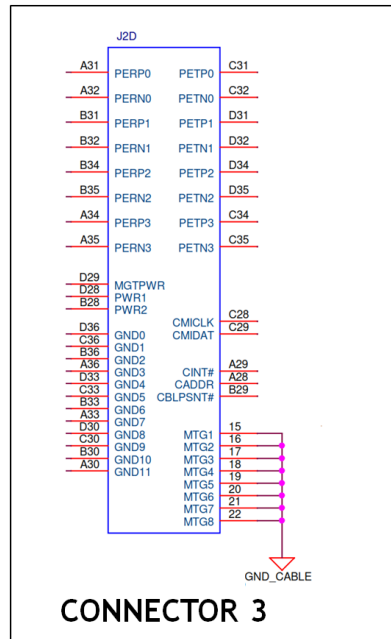 J2D
A31 PERP0 PETP0 C31
A32 PERN0 PETN0 C32
B31 PERP1 PETP1 D31
B32 PERN1 PETN1 D32
B34 PERP2 PETP2 D34
B35 PERN2 PETN2 D35
A34 PERP3 PETP3 C34
A35 PERN3 PETN3 C35
D29 MGTPWR
D28 PWR1
B28 PWR2
CMICLK C28
CMIDAT C29
D36 GND0
C36 GND1
B36 GND2
A36 GND3 CINT# A29
D33 GND4 CADDR A28
C33 GND5 CBLPSNT# B29
B33 GND6
A33 GND7
D30 GND8 MTG1 15
C30 GND9 MTG2 16
B30 GND10 MTG3 17
A30 GND11 MTG4 18
MTG5 19
MTG6 20
MTG7 21
MTG8 22
GND_CABLE
CONNECTOR 3